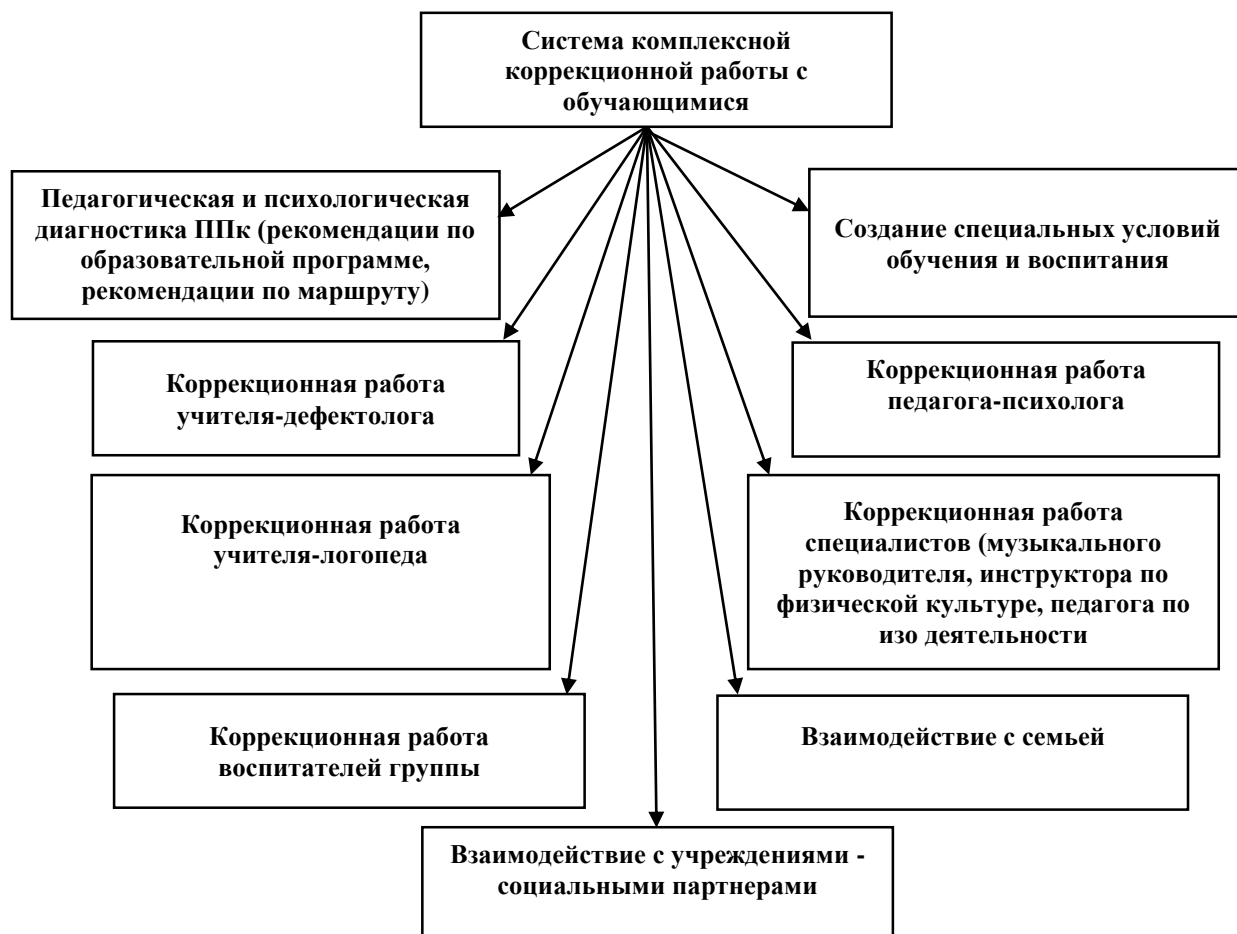 Система комплексной
коррекционной работы с
обучающимися
Педагогическая и психологическая
диагностика ППк (рекомендации по
образовательной программе,
рекомендации по маршруту)
Создание специальных условий
обучения и воспитания
Коррекционная работа
учителя-дефектолога
Коррекционная работа
педагога-психолога
Коррекционная работа
учителя-логопеда
Коррекционная работа
специалистов (музыкального
руководителя, инструктора по
физической культуре, педагога по
изо деятельности
Коррекционная работа
воспитателей группы
Взаимодействие с семьей
Взаимодействие с учреждениями -
социальными партнерами